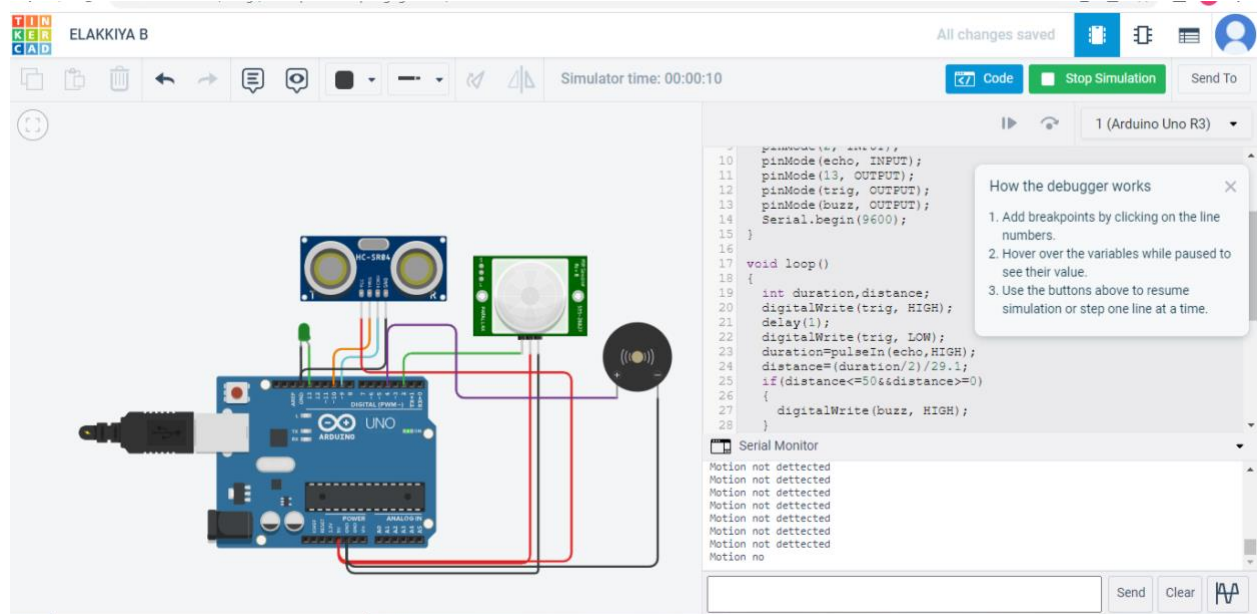 TIN
KER
CAD
ELAKKIYA B
All changes saved
Simulator time: 00:00:10
Code
Stop Simulation
Send To
1 (Arduino Uno R3)
10 pinMode(echo, INPUT);
11 pinMode(13, OUTPUT);
12 pinMode(trig, OUTPUT);
13 pinMode(buzz, OUTPUT);
14 Serial.begin(9600);
15 }
16
17 void loop()
18 {
19 int duration,distance;
20 digitalWrite(trig, HIGH);
21 delay(1);
22 digitalWrite(trig, LOW);
23 duration=pulseIn(echo,HIGH);
24 distance=(duration/2)/29.1;
25 if(distance<=50&&distance>=0)
26 {
27 digitalWrite(buzz, HIGH);
28 }
How the debugger works
1. Add breakpoints by clicking on the line
numbers.
2. Hover over the variables while paused to
see their value.
3. Use the buttons above to resume
simulation or step one line at a time.
HC-SR04
DIGITAL (PWM~)
UNO
ARDUINO
POWER
ANALOG IN
Serial Monitor
Motion not dettected
Motion not dettected
Motion not dettected
Motion not dettected
Motion not dettected
Motion not dettected
Motion not dettected
Motion no
Send
Clear